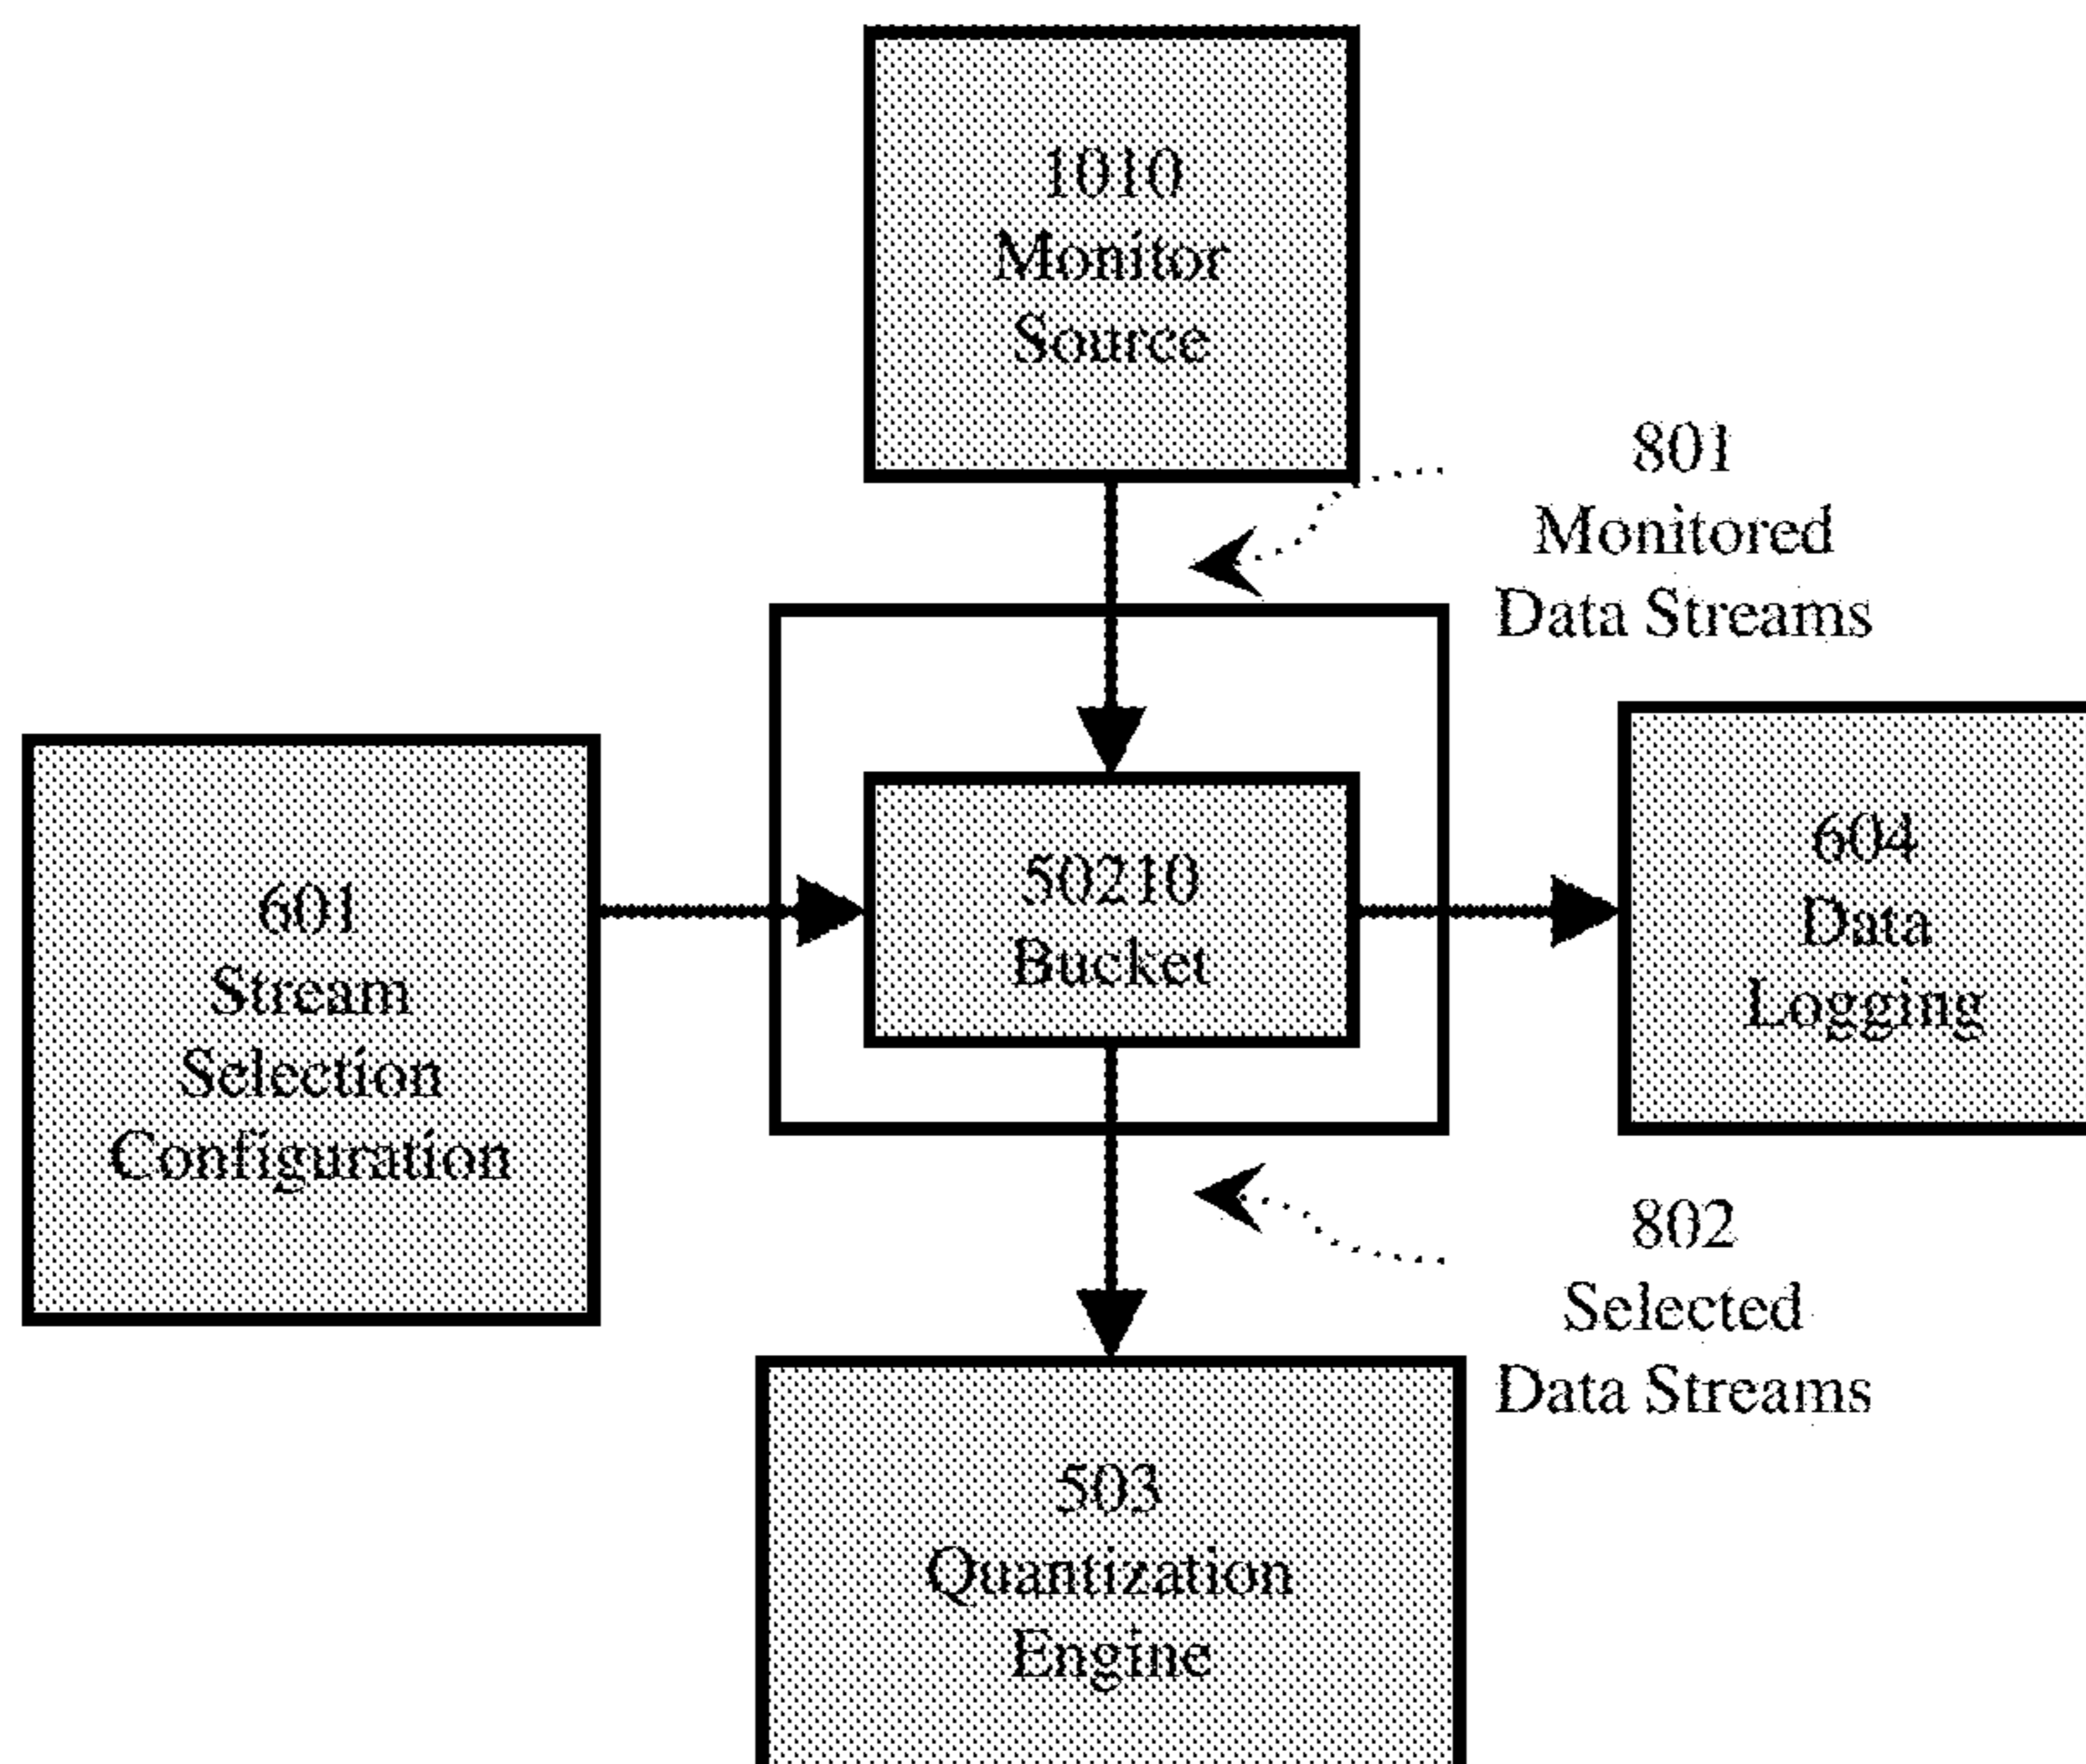 1010
Monitor
Source
801
Monitored
Data Streams
601
Stream
Selection
Configuration
50210
Bucket
604
Data
Logging
802
Selected
Data Streams
503
Quantization
Engine